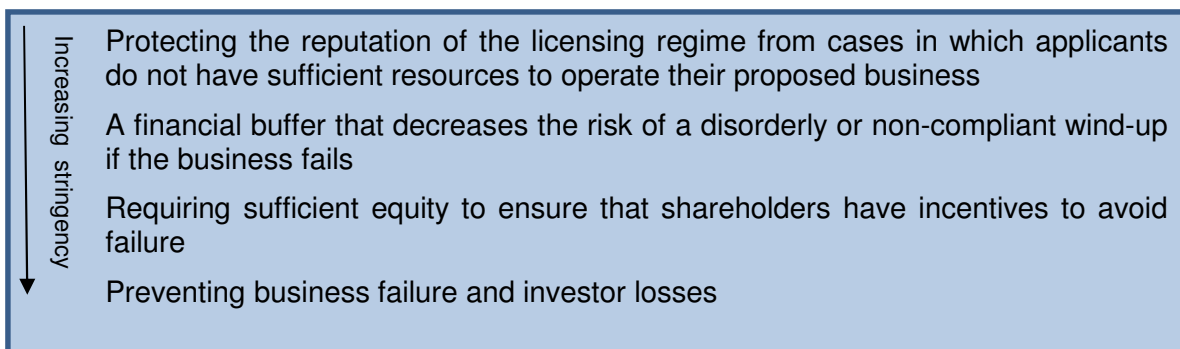 Increasing stringency
Protecting the reputation of the licensing regime from cases in which applicants
do not have sufficient resources to operate their proposed business
A financial buffer that decreases the risk of a disorderly or non-compliant wind-up
if the business fails
Requiring sufficient equity to ensure that shareholders have incentives to avoid
failure
Preventing business failure and investor losses